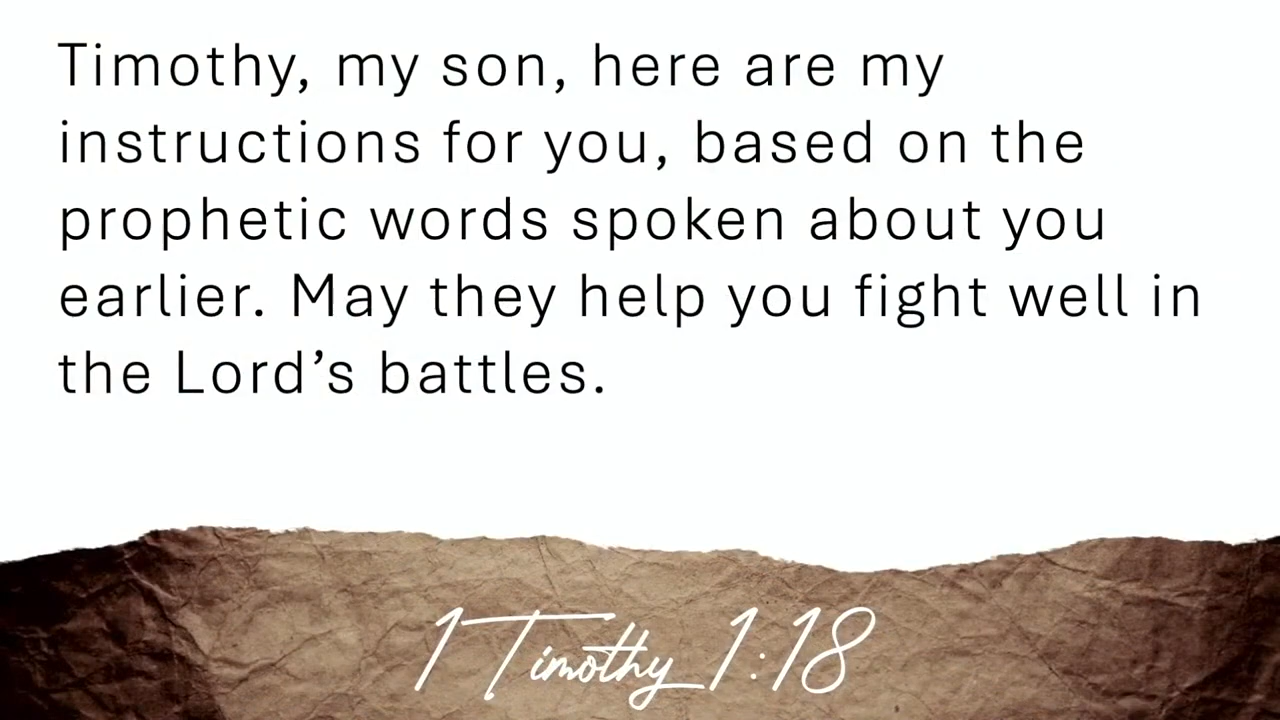 Timothy, my son, here are my
instructions for you, based on the
prophetic words spoken about you
earlier. May they help you fight well in
the Lord’s battles.
1 Timothy 1:18